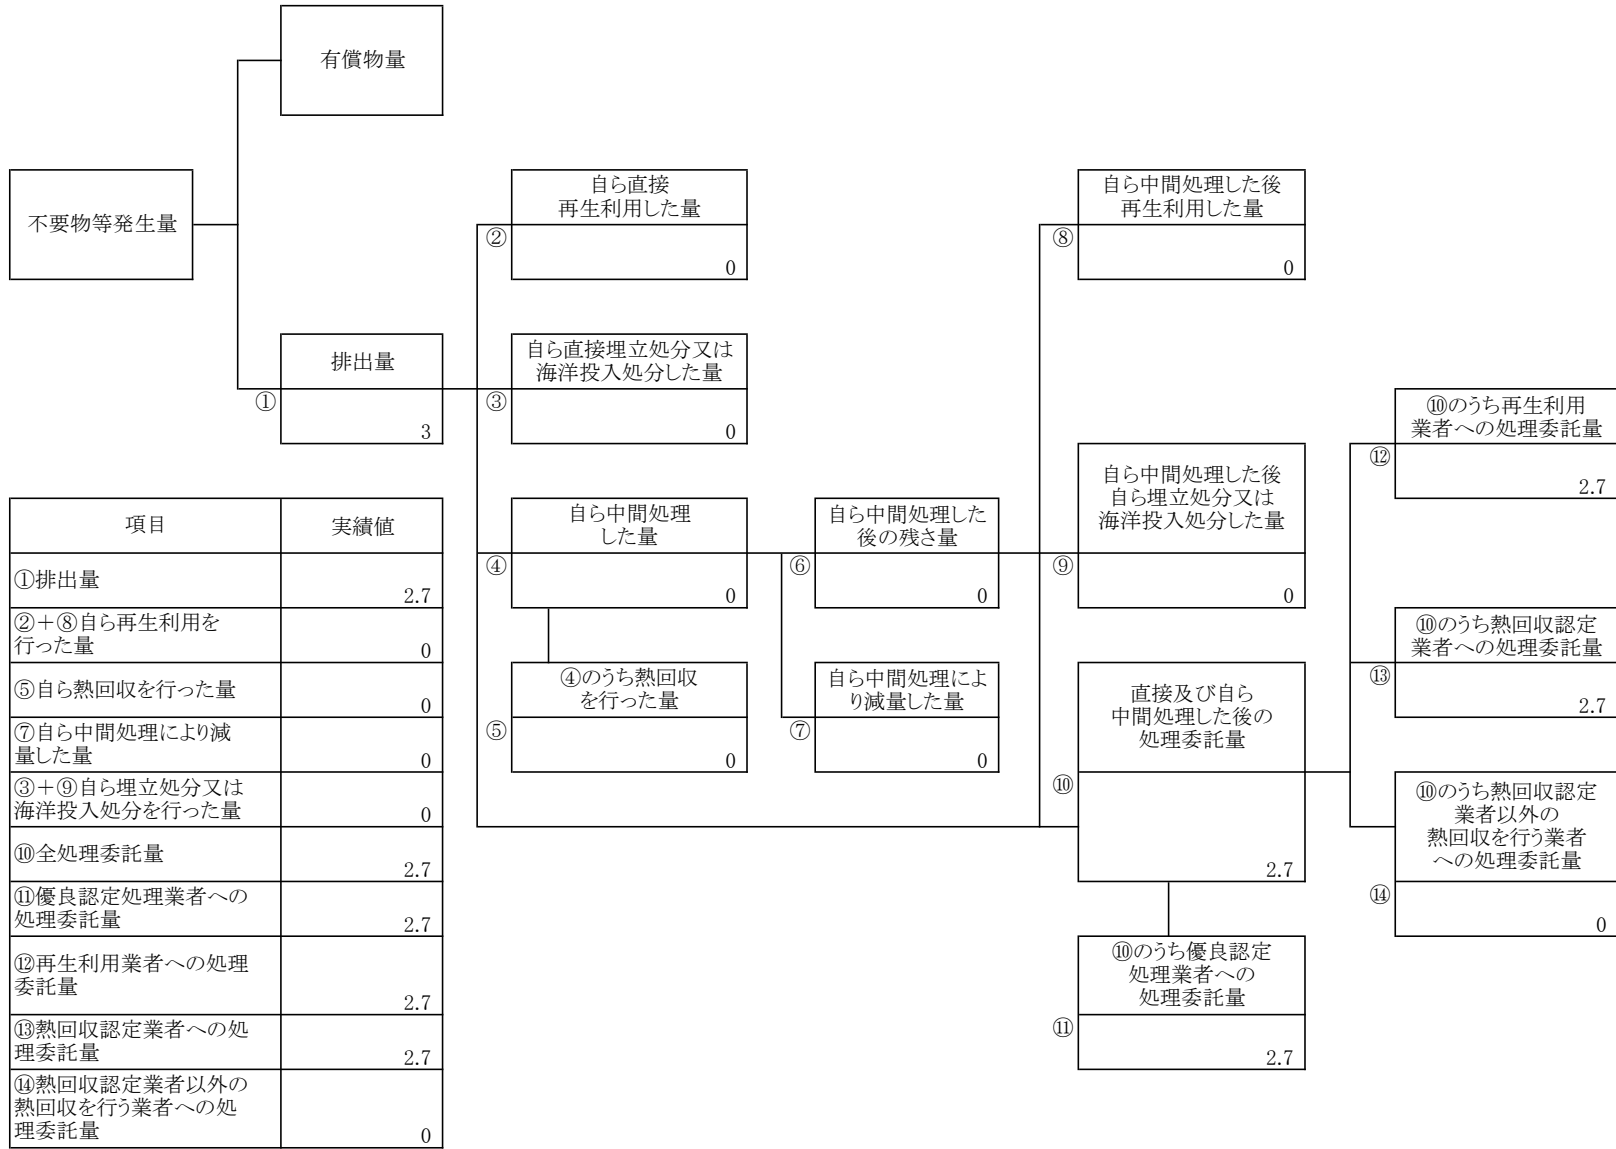 有償物量
不要物等発生量
自ら直接
再生利用した量
②
0
自ら中間処理した後
再生利用した量
⑧
0
排出量
①
3
自ら直接埋立処分又は
海洋投入処分した量
③
0
⑩のうち再生利用
業者への処理委託量
⑫
2.7
自ら中間処理
した量
④
0
自ら中間処理した
後の残さ量
⑥
0
自ら中間処理した後
自ら埋立処分又は
海洋投入処分した量
⑨
0
⑩のうち熱回収認定
業者への処理委託量
⑬
2.7
④のうち熱回収
を行った量
⑤
0
自ら中間処理によ
り減量した量
⑦
0
直接及び自ら
中間処理した後の
処理委託量
⑩
2.7
⑩のうち熱回収認定
業者以外の
熱回収を行う業者
への処理委託量
⑭
0
⑩のうち優良認定
処理業者への
処理委託量
⑪
2.7
項目 実績値
①排出量
2.7
②+⑧自ら再生利用を
行った量
0
⑤自ら熱回収を行った量
0
⑦自ら中間処理により減
量した量
0
③+⑨自ら埋立処分又は
海洋投入処分を行った量
0
⑩全処理委託量
2.7
⑪優良認定処理業者への
処理委託量
2.7
⑫再生利用業者への処理
委託量
2.7
⑬熱回収認定業者への処
理委託量
2.7
⑭熱回収認定業者以外の
熱回収を行う業者への処
理委託量
0